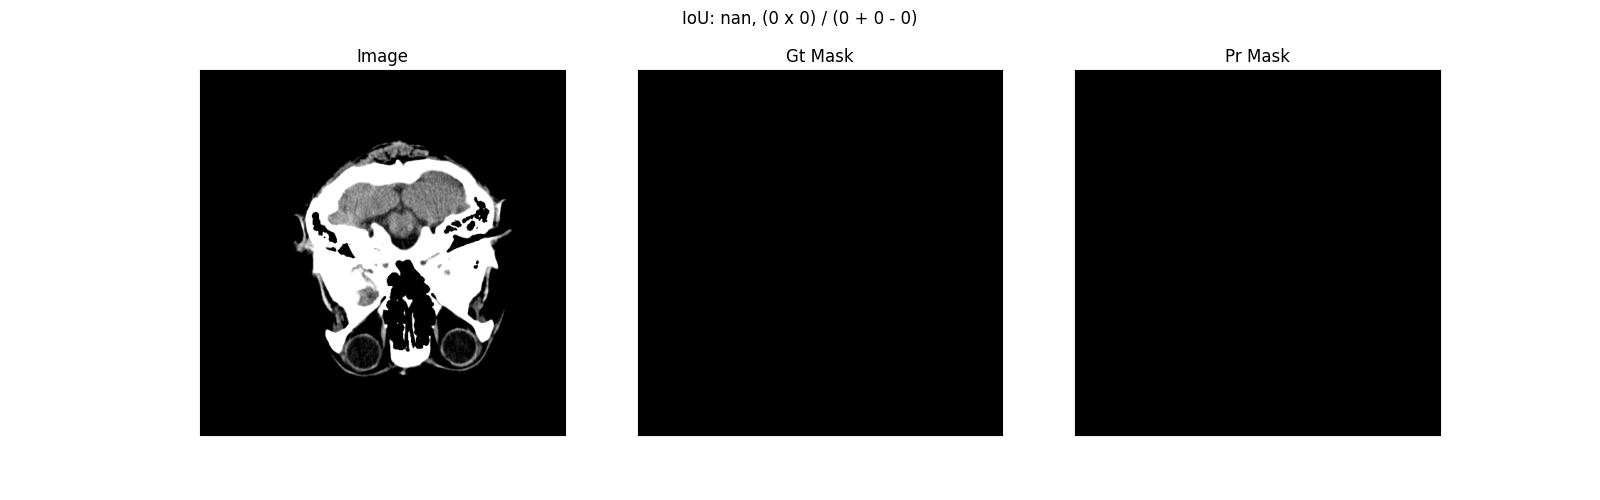 IoU: nan, (0 x 0) / (0 + 0 - 0)
Image
Gt Mask
Pr Mask